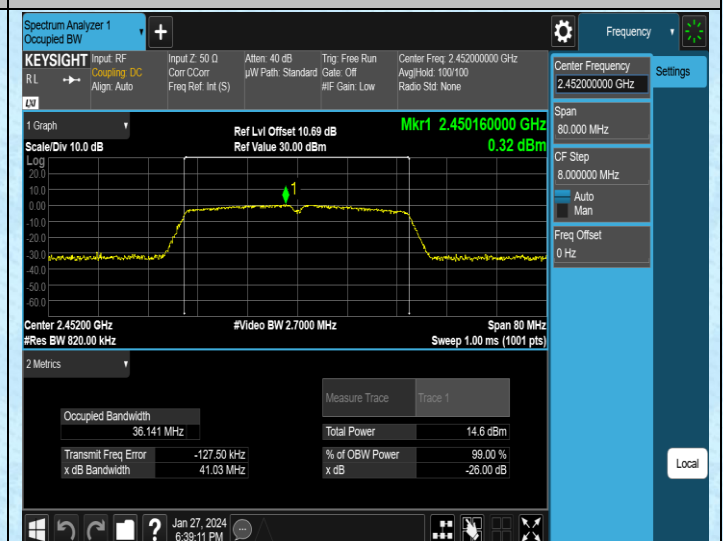 Spectrum Analyzer 1
Occupied BW
+
Frequency
KEYSIGHT
RL
LXI
Input: RF
Coupling: DC
Align: Auto
Input Z: 50 Ω
Corr CCorr
Freq Ref: Int (S)
Atten: 40 dB
µW Path: Standard
Trig: Free Run
Gate: Off
#IF Gain: Low
Center Freq: 2.452000000 GHz
Avg|Hold: 100/100
Radio Std: None
1 Graph
Scale/Div 10.0 dB
Ref Lvl Offset 10.69 dB
Ref Value 30.00 dBm
Mkr1 2.450160000 GHz
0.32 dBm
Log
20.0
10.0
0.00
-10.0
-20.0
-30.0
-40.0
-50.0
-60.0
1
Center 2.45200 GHz
#Res BW 820.00 kHz
#Video BW 2.7000 MHz
Span 80 MHz
Sweep 1.00 ms (1001 pts)
2 Metrics
Measure Trace Trace 1
Occupied Bandwidth
36.141 MHz
Total Power 14.6 dBm
Transmit Freq Error -127.50 kHz
% of OBW Power 99.00 %
x dB Bandwidth 41.03 MHz
x dB -26.00 dB
Center Frequency
2.452000000 GHz
Settings
Span
80.000 MHz
CF Step
8.000000 MHz
Auto
Man
Freq Offset
0 Hz
Local
?
Jan 27, 2024
6:39:11 PM